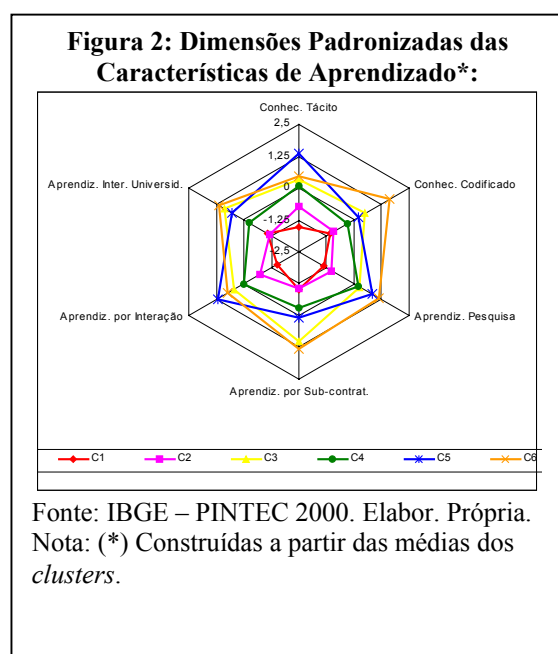 Figura 2: Dimensões Padronizadas das
Características de Aprendizado*:
Conhec. Tácito
2,5
1,25
0
-1,25
-2,5
Aprendiz. Inter. Universid.
Conhec. Codificado
Aprendiz. por Interação
Aprendiz. Pesquisa
Aprendiz. por Sub-contrat.
C1 C2 C3 C4 C5 C6
Fonte: IBGE – PINTEC 2000. Elabor. Própria.
Nota: (*) Construídas a partir das médias dos
clusters.